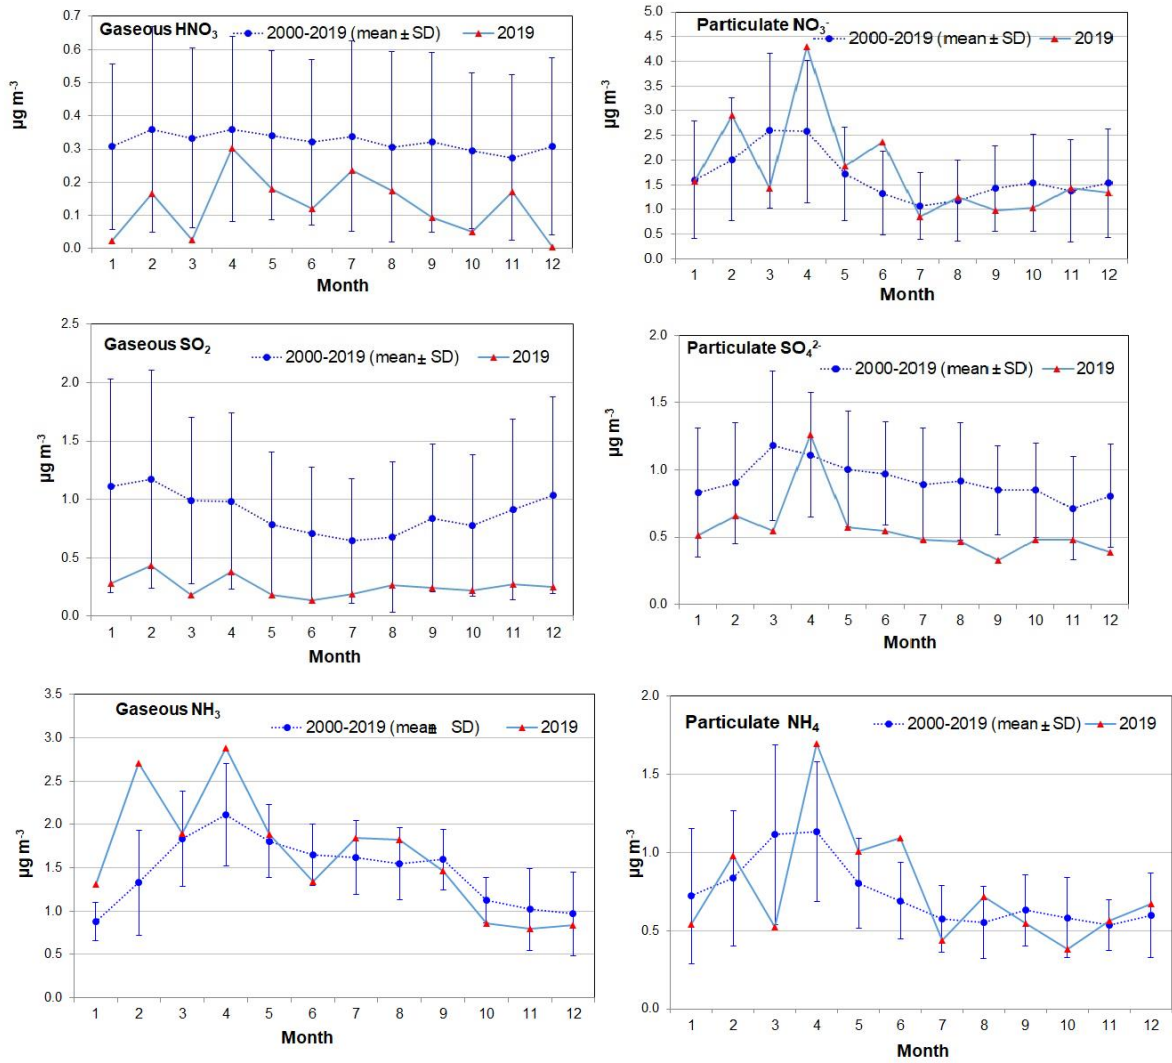 Gaseous HNO3
2000-2019 (mean ± SD) 2019
µg m-3
0.7
0.6
0.5
0.4
0.3
0.2
0.1
0.0
1 2 3 4 5 6 7 8 9 10 11 12
Month
Particulate NO3-
2000-2019 (mean ± SD) 2019
µg m-3
5.0
4.5
4.0
3.5
3.0
2.5
2.0
1.5
1.0
0.5
0.0
1 2 3 4 5 6 7 8 9 10 11 12
Month
Gaseous SO2
2000-2019 (mean ± SD) 2019
µg m-3
2.5
2.0
1.5
1.0
0.5
0.0
1 2 3 4 5 6 7 8 9 10 11 12
Month
Particulate SO42-
2000-2019 (mean ± SD) 2019
µg m-3
2.0
1.5
1.0
0.5
0.0
1 2 3 4 5 6 7 8 9 10 11 12
Month
Gaseous NH3
2000-2019 (mean ± SD) 2019
µg m-3
3.5
3.0
2.5
2.0
1.5
1.0
0.5
0.0
1 2 3 4 5 6 7 8 9 10 11 12
Month
Particulate NH4
2000-2019 (mean ± SD) 2019
µg m-3
2.0
1.5
1.0
0.5
0.0
1 2 3 4 5 6 7 8 9 10 11 12
Month